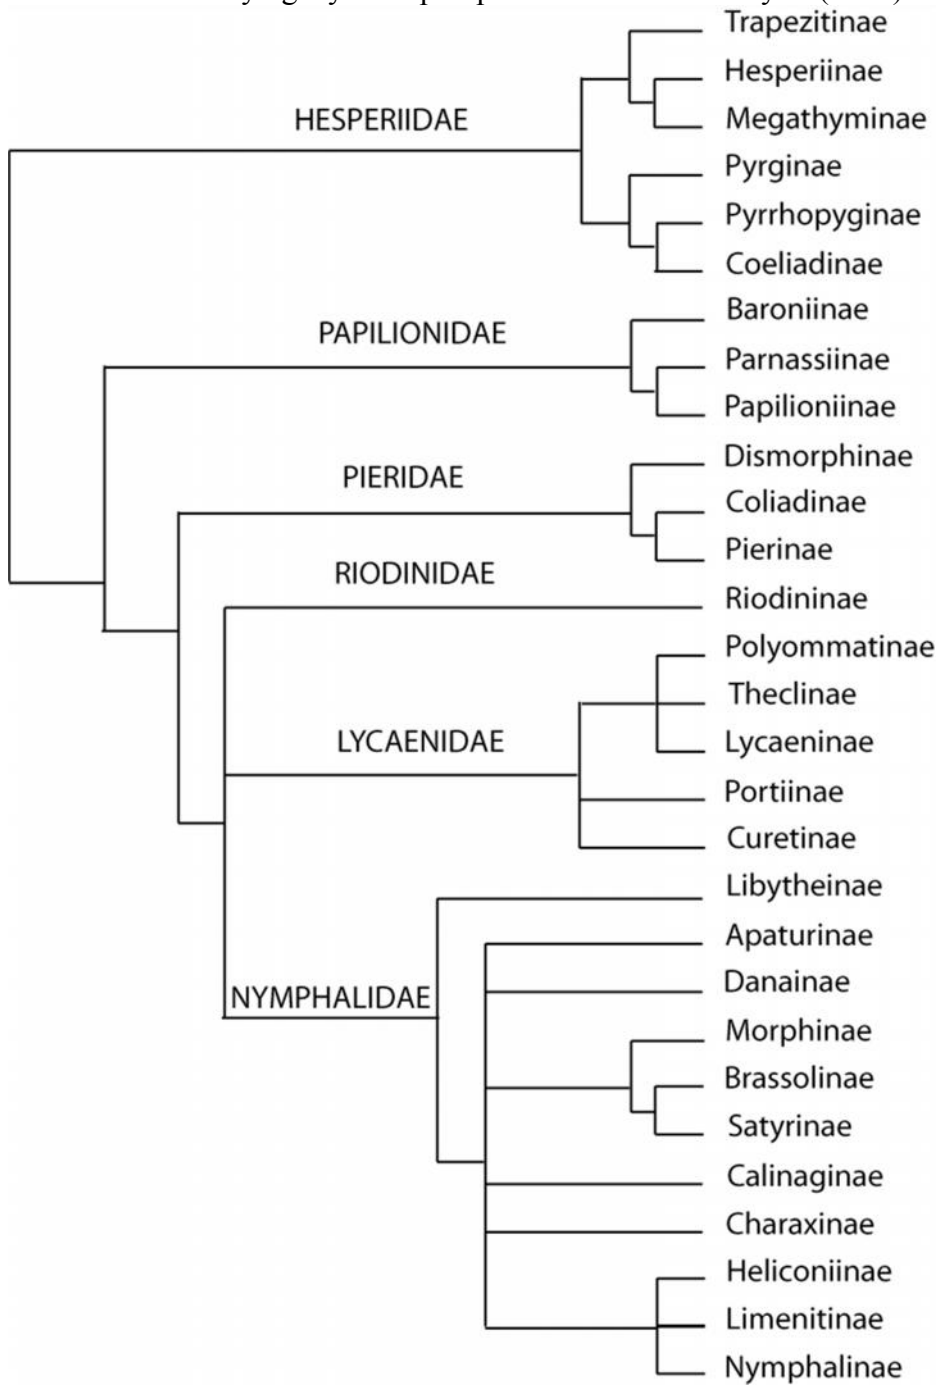 Trapezitinae
Hesperiinae
HESPERIIDAE
Megathyminae
Pyrginae
Pyrrhopyginae
Coeliadinae
Baroniinae
PAPILIONIDAE
Parnassiinae
Papilioniinae
Dismorphinae
PIERIDAE
Coliadinae
Pierinae
RIODINIDAE
Riodininae
Polyommatinae
Theclinae
LYCAENIDAE
Lycaeninae
Portiinae
Curetinae
Libytheinae
Apaturinae
Danainae
NYMPHALIDAE
Morphinae
Brassolinae
Satyrinae
Calinaginae
Charaxinae
Heliconiinae
Limenitinae
Nymphalinae